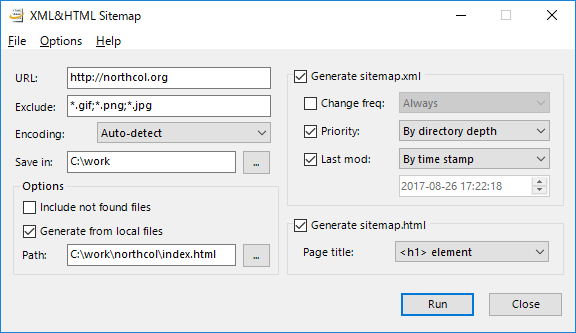 XML&HTML Sitemap
File Options Help
URL: http://northcol.org
Exclude: *.gif;*.png;*.jpg
Encoding: Auto-detect
Save in: C:\work ...
Options
Include not found files
Generate from local files
Path: C:\work\northcol\index.html ...
Generate sitemap.xml
Change freq: Always
Priority: By directory depth
Last mod: By time stamp
2017-08-26 17:22:18
Generate sitemap.html
Page title: <h1> element
Run Close